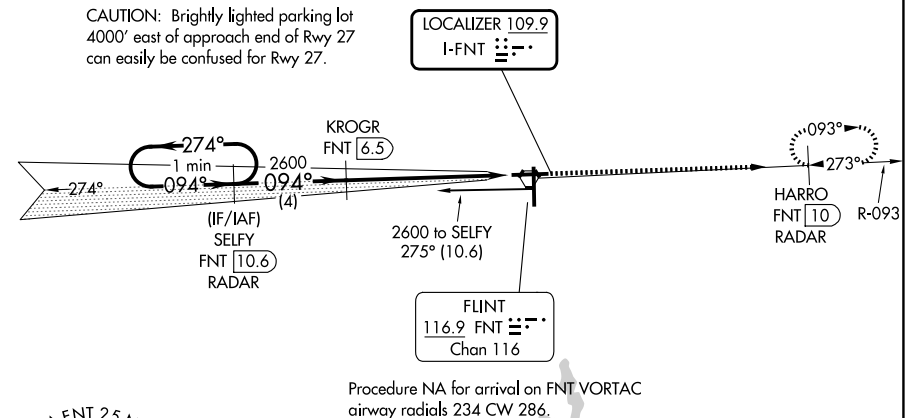 CAUTION: Brightly lighted parking lot
4000' east of approach end of Rwy 27
can easily be confused for Rwy 27.
LOCALIZER 109.9
I-FNT
KROGR
FNT 6.5
274°
1 min
094°
2600
094°
(4)
274°
(IF/IAF)
SELFY
FNT 10.6
RADAR
2600 to SELFY
275° (10.6)
093°
273°
HARRO
FNT 10
RADAR
R-093
FLINT
116.9 FNT
Chan 116
Procedure NA for arrival on FNT VORTAC
airway radials 234 CW 286.
FNT 25